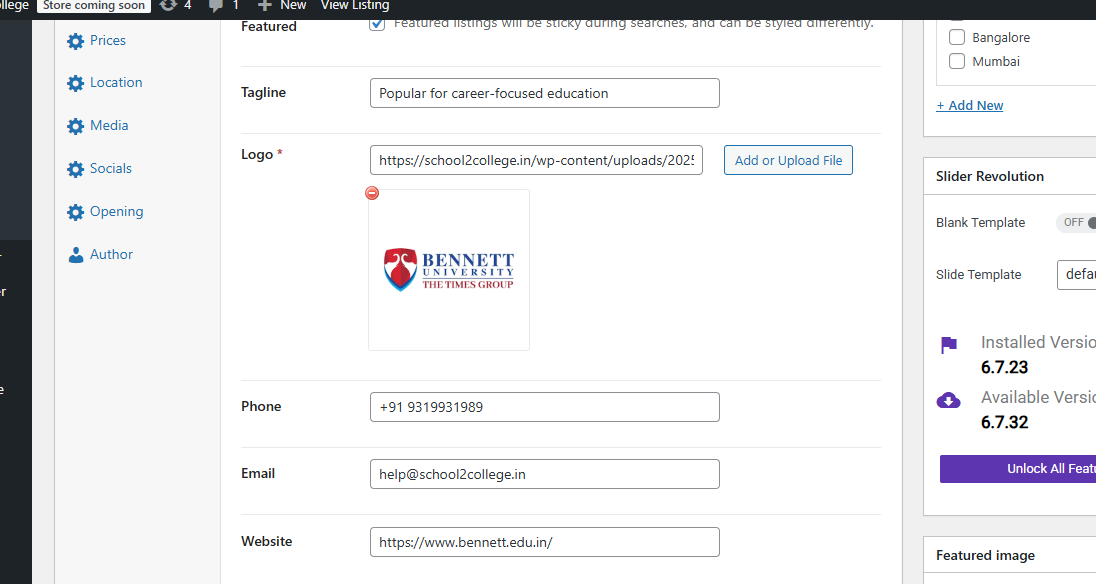 ollege
Store coming soon
4
1
New
View Listing
Prices
Location
Media
Socials
Opening
Author
Featured
Featured listings will be sticky during searches, and can be styled differently.
Tagline
Popular for career-focused education
Logo *
https://school2college.in/wp-content/uploads/2025
Add or Upload File
BENNETT
UNIVERSITY
THE TIMES GROUP
Phone
+91 9319931989
Email
help@school2college.in
Website
https://www.bennett.edu.in/
Bangalore
Mumbai
+ Add New
Slider Revolution
Blank Template
OFF
Slide Template
defau
Installed Versio
6.7.23
Available Versio
6.7.32
Unlock All Featu
Featured image